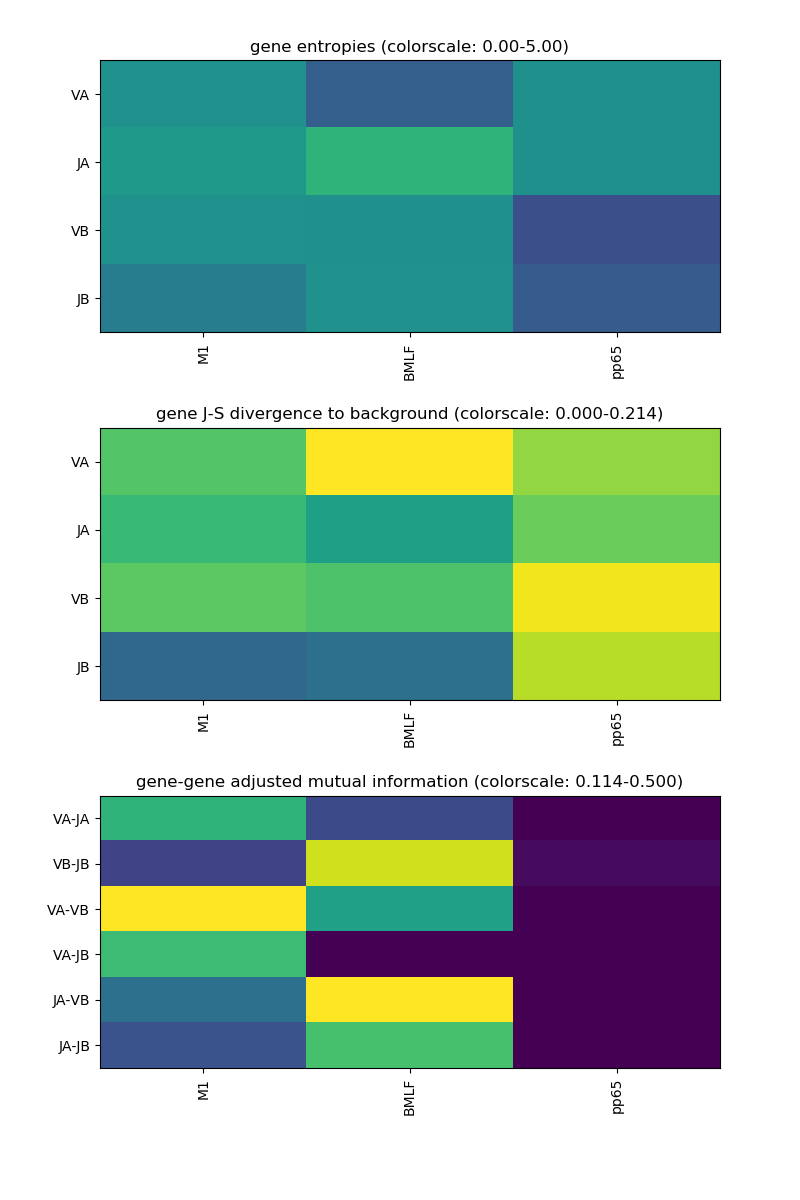 gene entropies (colorscale: 0.00-5.00)
VA
JA
VB
JB
M1
BMLF
pp65
gene J-S divergence to background (colorscale: 0.000-0.214)
VA
JA
VB
JB
M1
BMLF
pp65
gene-gene adjusted mutual information (colorscale: 0.114-0.500)
VA-JA
VB-JB
VA-VB
VA-JB
JA-VB
JA-JB
M1
BMLF
pp65